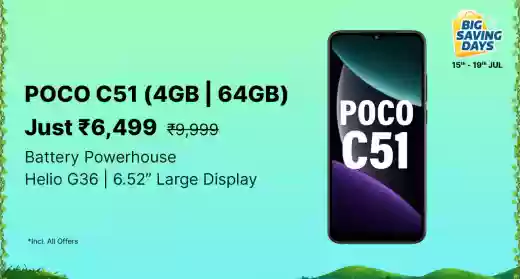 BIG
SAVING
DAYS
15th - 19th JUL
POCO C51 (4GB | 64GB)
Just ₹6,499 ₹9,999
Battery Powerhouse
Helio G36 | 6.52” Large Display
*Incl. All Offers
POCO
C51